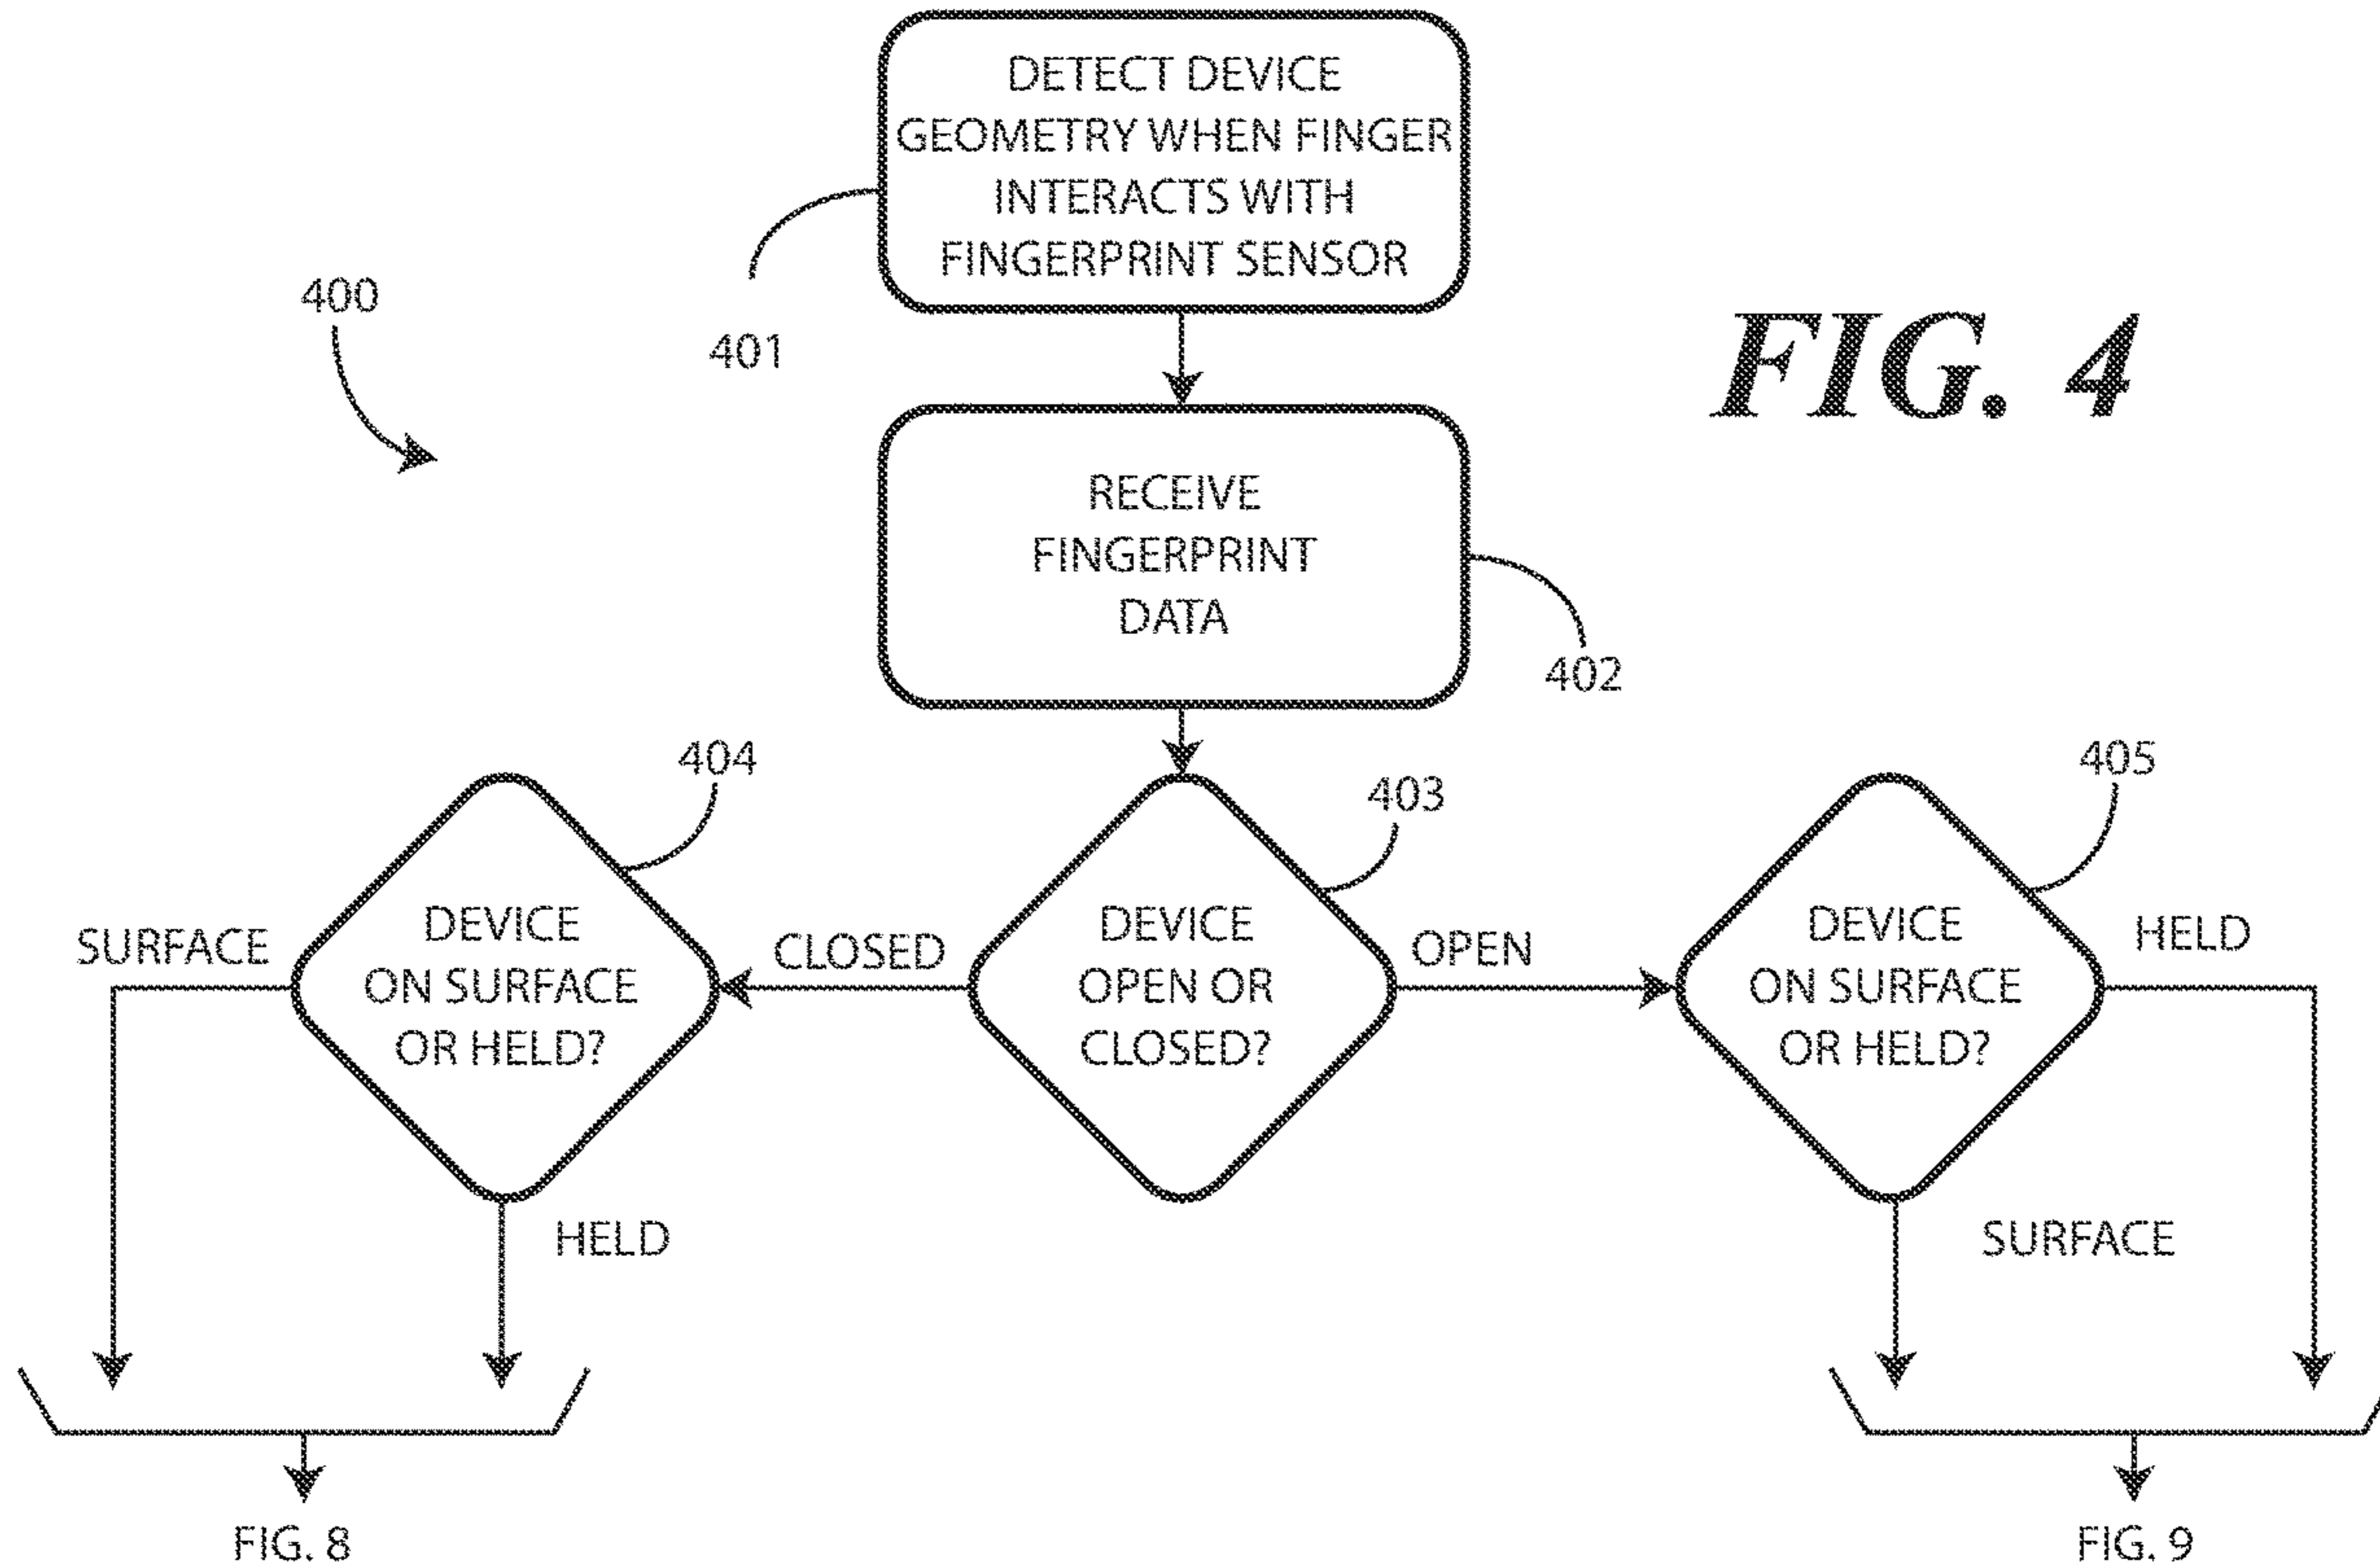 DETECT DEVICE
GEOMETRY WHEN FINGER
INTERACTS WITH
FINGERPRINT SENSOR
400
401
FIG. 4
RECEIVE
FINGERPRINT
DATA
402
404
403
405
SURFACE
DEVICE
ON SURFACE
OR HELD?
CLOSED
DEVICE
OPEN OR
CLOSED?
OPEN
DEVICE
ON SURFACE
OR HELD?
HELD
HELD
SURFACE
FIG. 8
FIG. 9